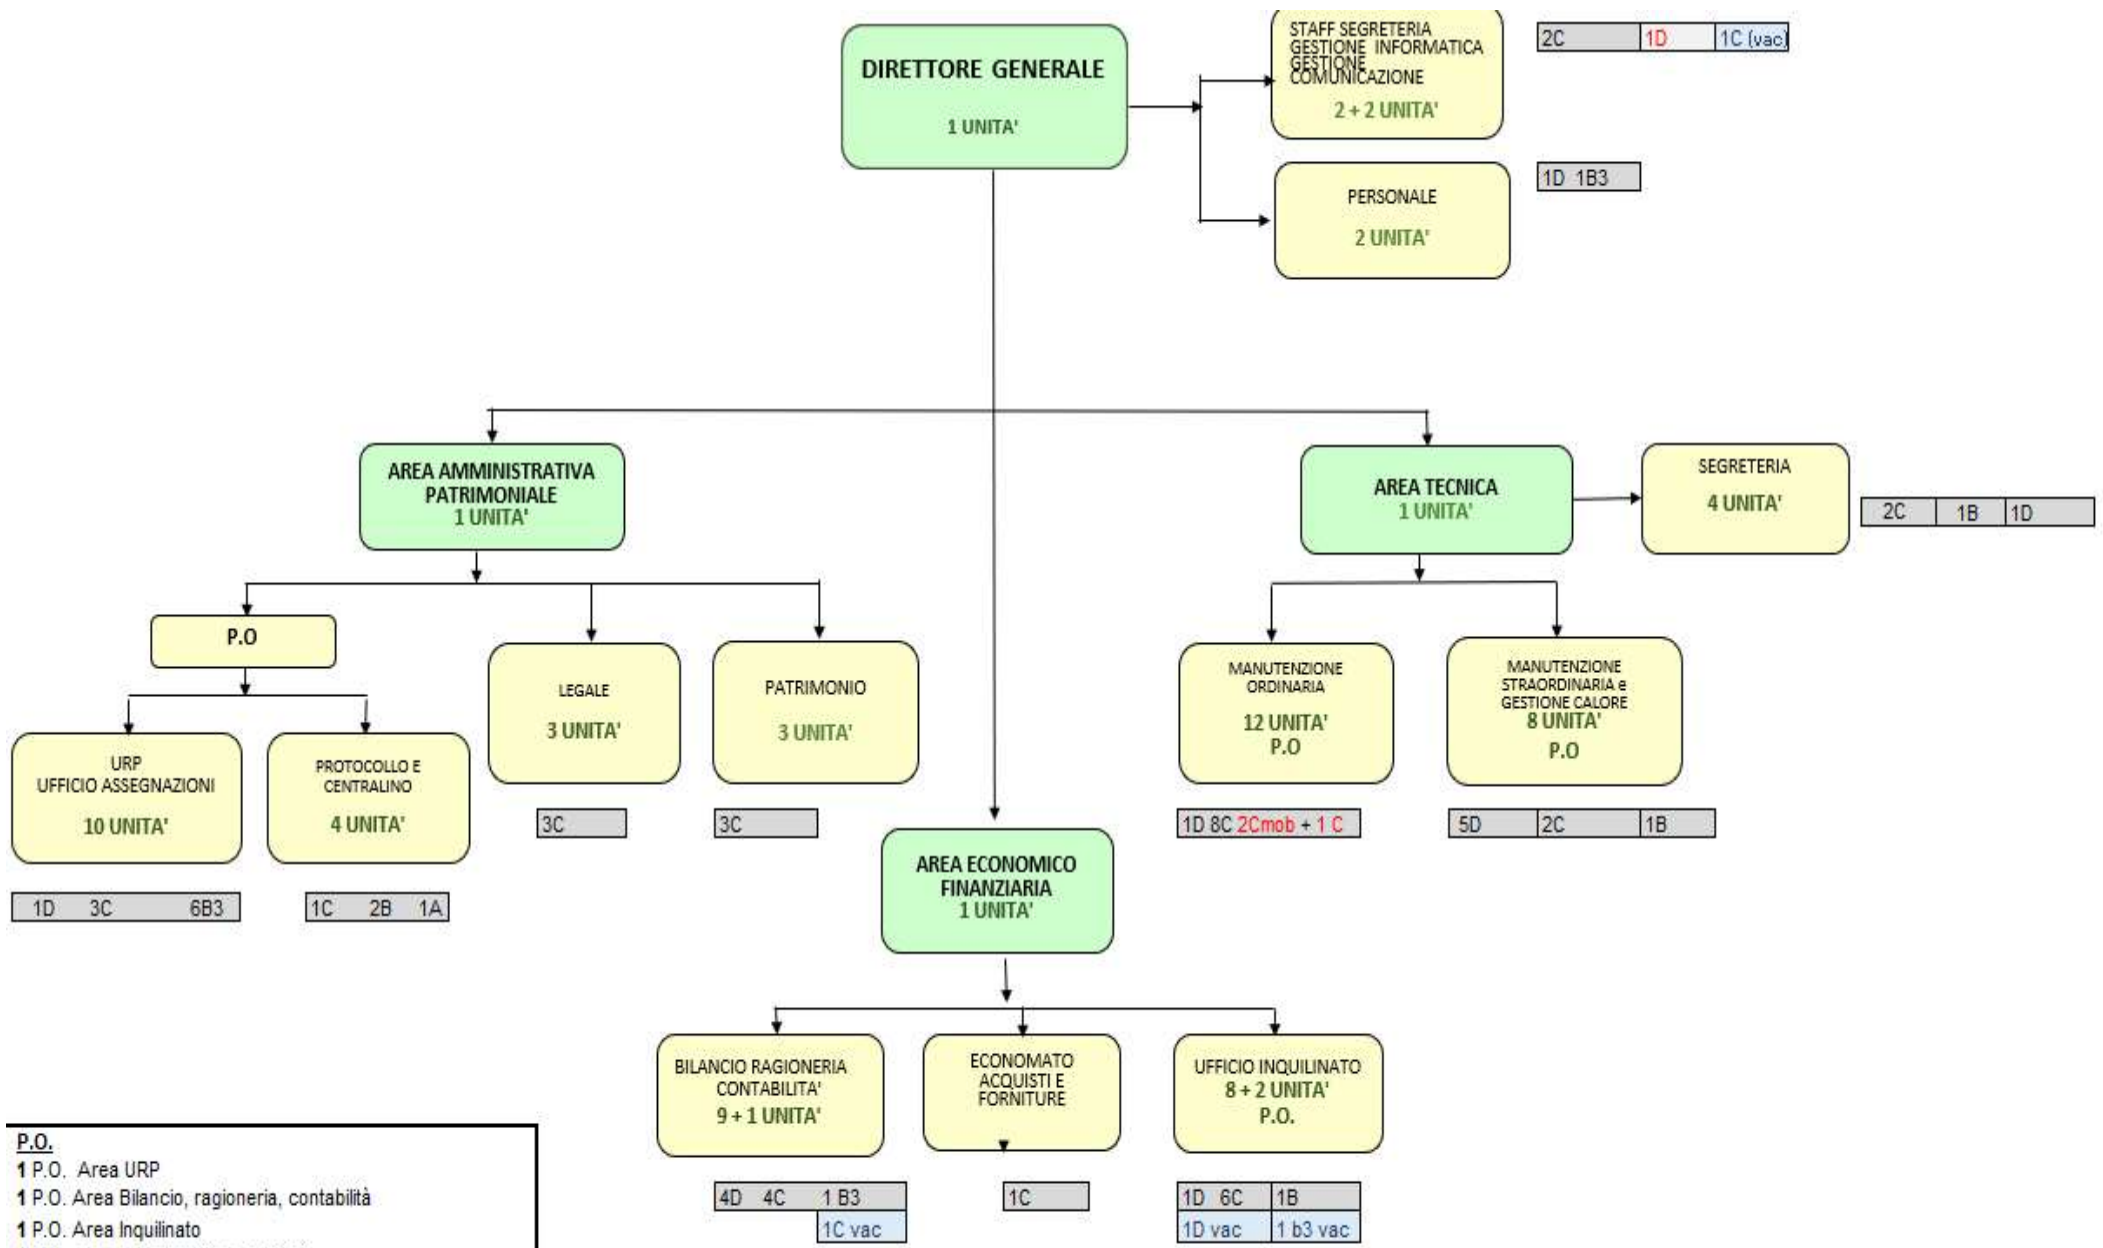 STAFF SEGRETERIA
GESTIONE INFORMATICA
GESTIONE
COMUNICAZIONE
2 + 2 UNITA'
2C 1D 1C (vac)
DIRETTORE GENERALE
1 UNITA'
PERSONALE
2 UNITA'
1D 1B3
AREA AMMINISTRATIVA
PATRIMONIALE
1 UNITA'
AREA TECNICA
1 UNITA'
SEGRETERIA
4 UNITA'
2C 1B 1D
P.O
LEGALE
3 UNITA'
3C
PATRIMONIO
3 UNITA'
3C
MANUTENZIONE
ORDINARIA
12 UNITA'
P.O
1D 8C 2Cmob + 1 C
MANUTENZIONE
STRAORDINARIA e
GESTIONE CALORE
8 UNITA'
P.O
5D 2C 1B
URP
UFFICIO ASSEGNAZIONI
10 UNITA'
1D 3C 6B3
PROTOCOLLO E
CENTRALINO
4 UNITA'
1C 2B 1A
AREA ECONOMICO
FINANZIARIA
1 UNITA'
BILANCIO RAGIONERIA
CONTABILITA'
9 + 1 UNITA'
4D 4C 1 B3
1C vac
ECONOMATO
ACQUISTI E
FORNITURE
1C
UFFICIO INQUILINATO
8 + 2 UNITA'
P.O.
1D 6C 1B
1D vac 1 b3 vac
P.O.
1 P.O. Area URP
1 P.O. Area Bilancio, ragioneria, contabilità
1 P.O. Area Inquilinato